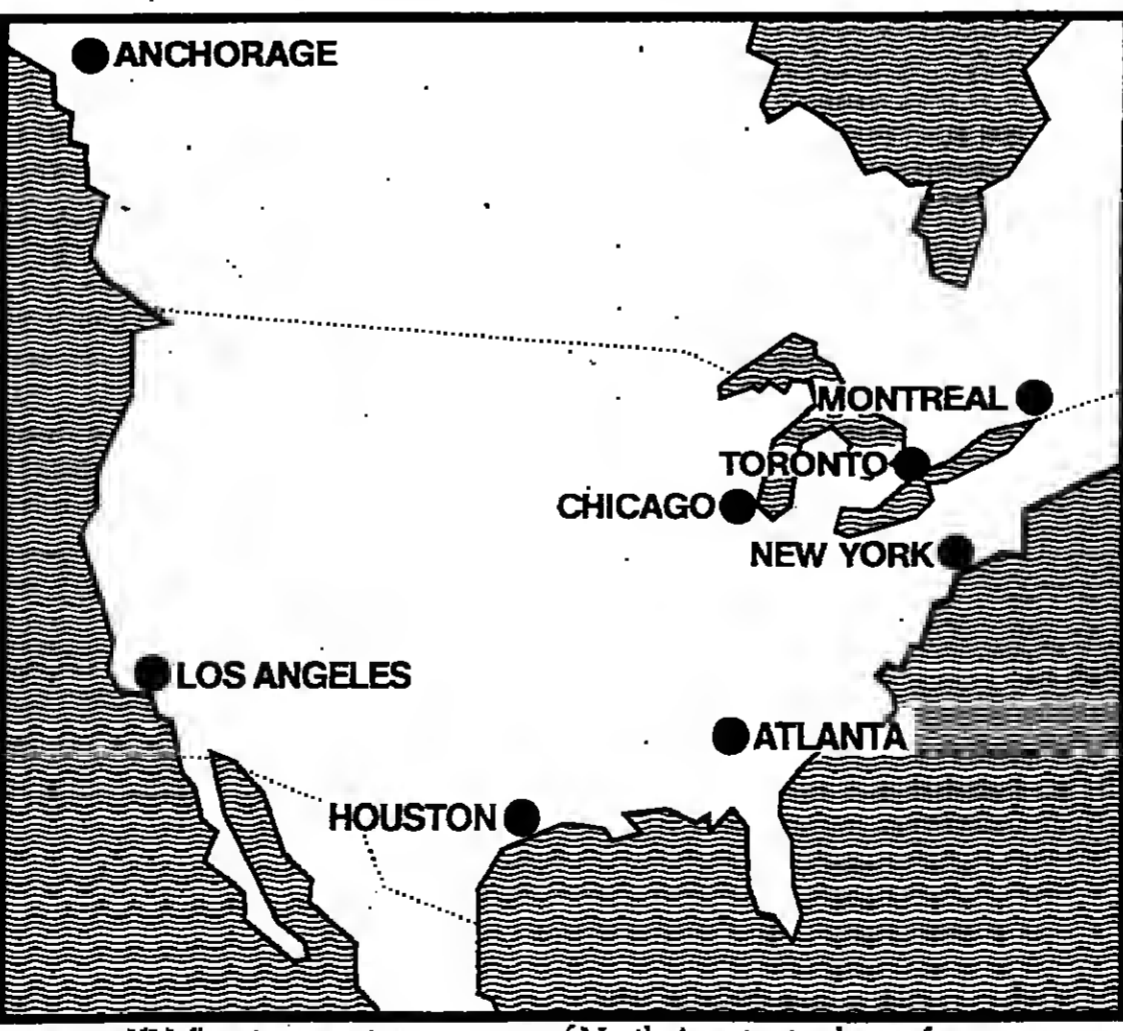 ANCHORAGE
MONTREAL
TORONTO
CHICAGO
NEW YORK
LOS ANGELES
ATLANTA
HOUSTON